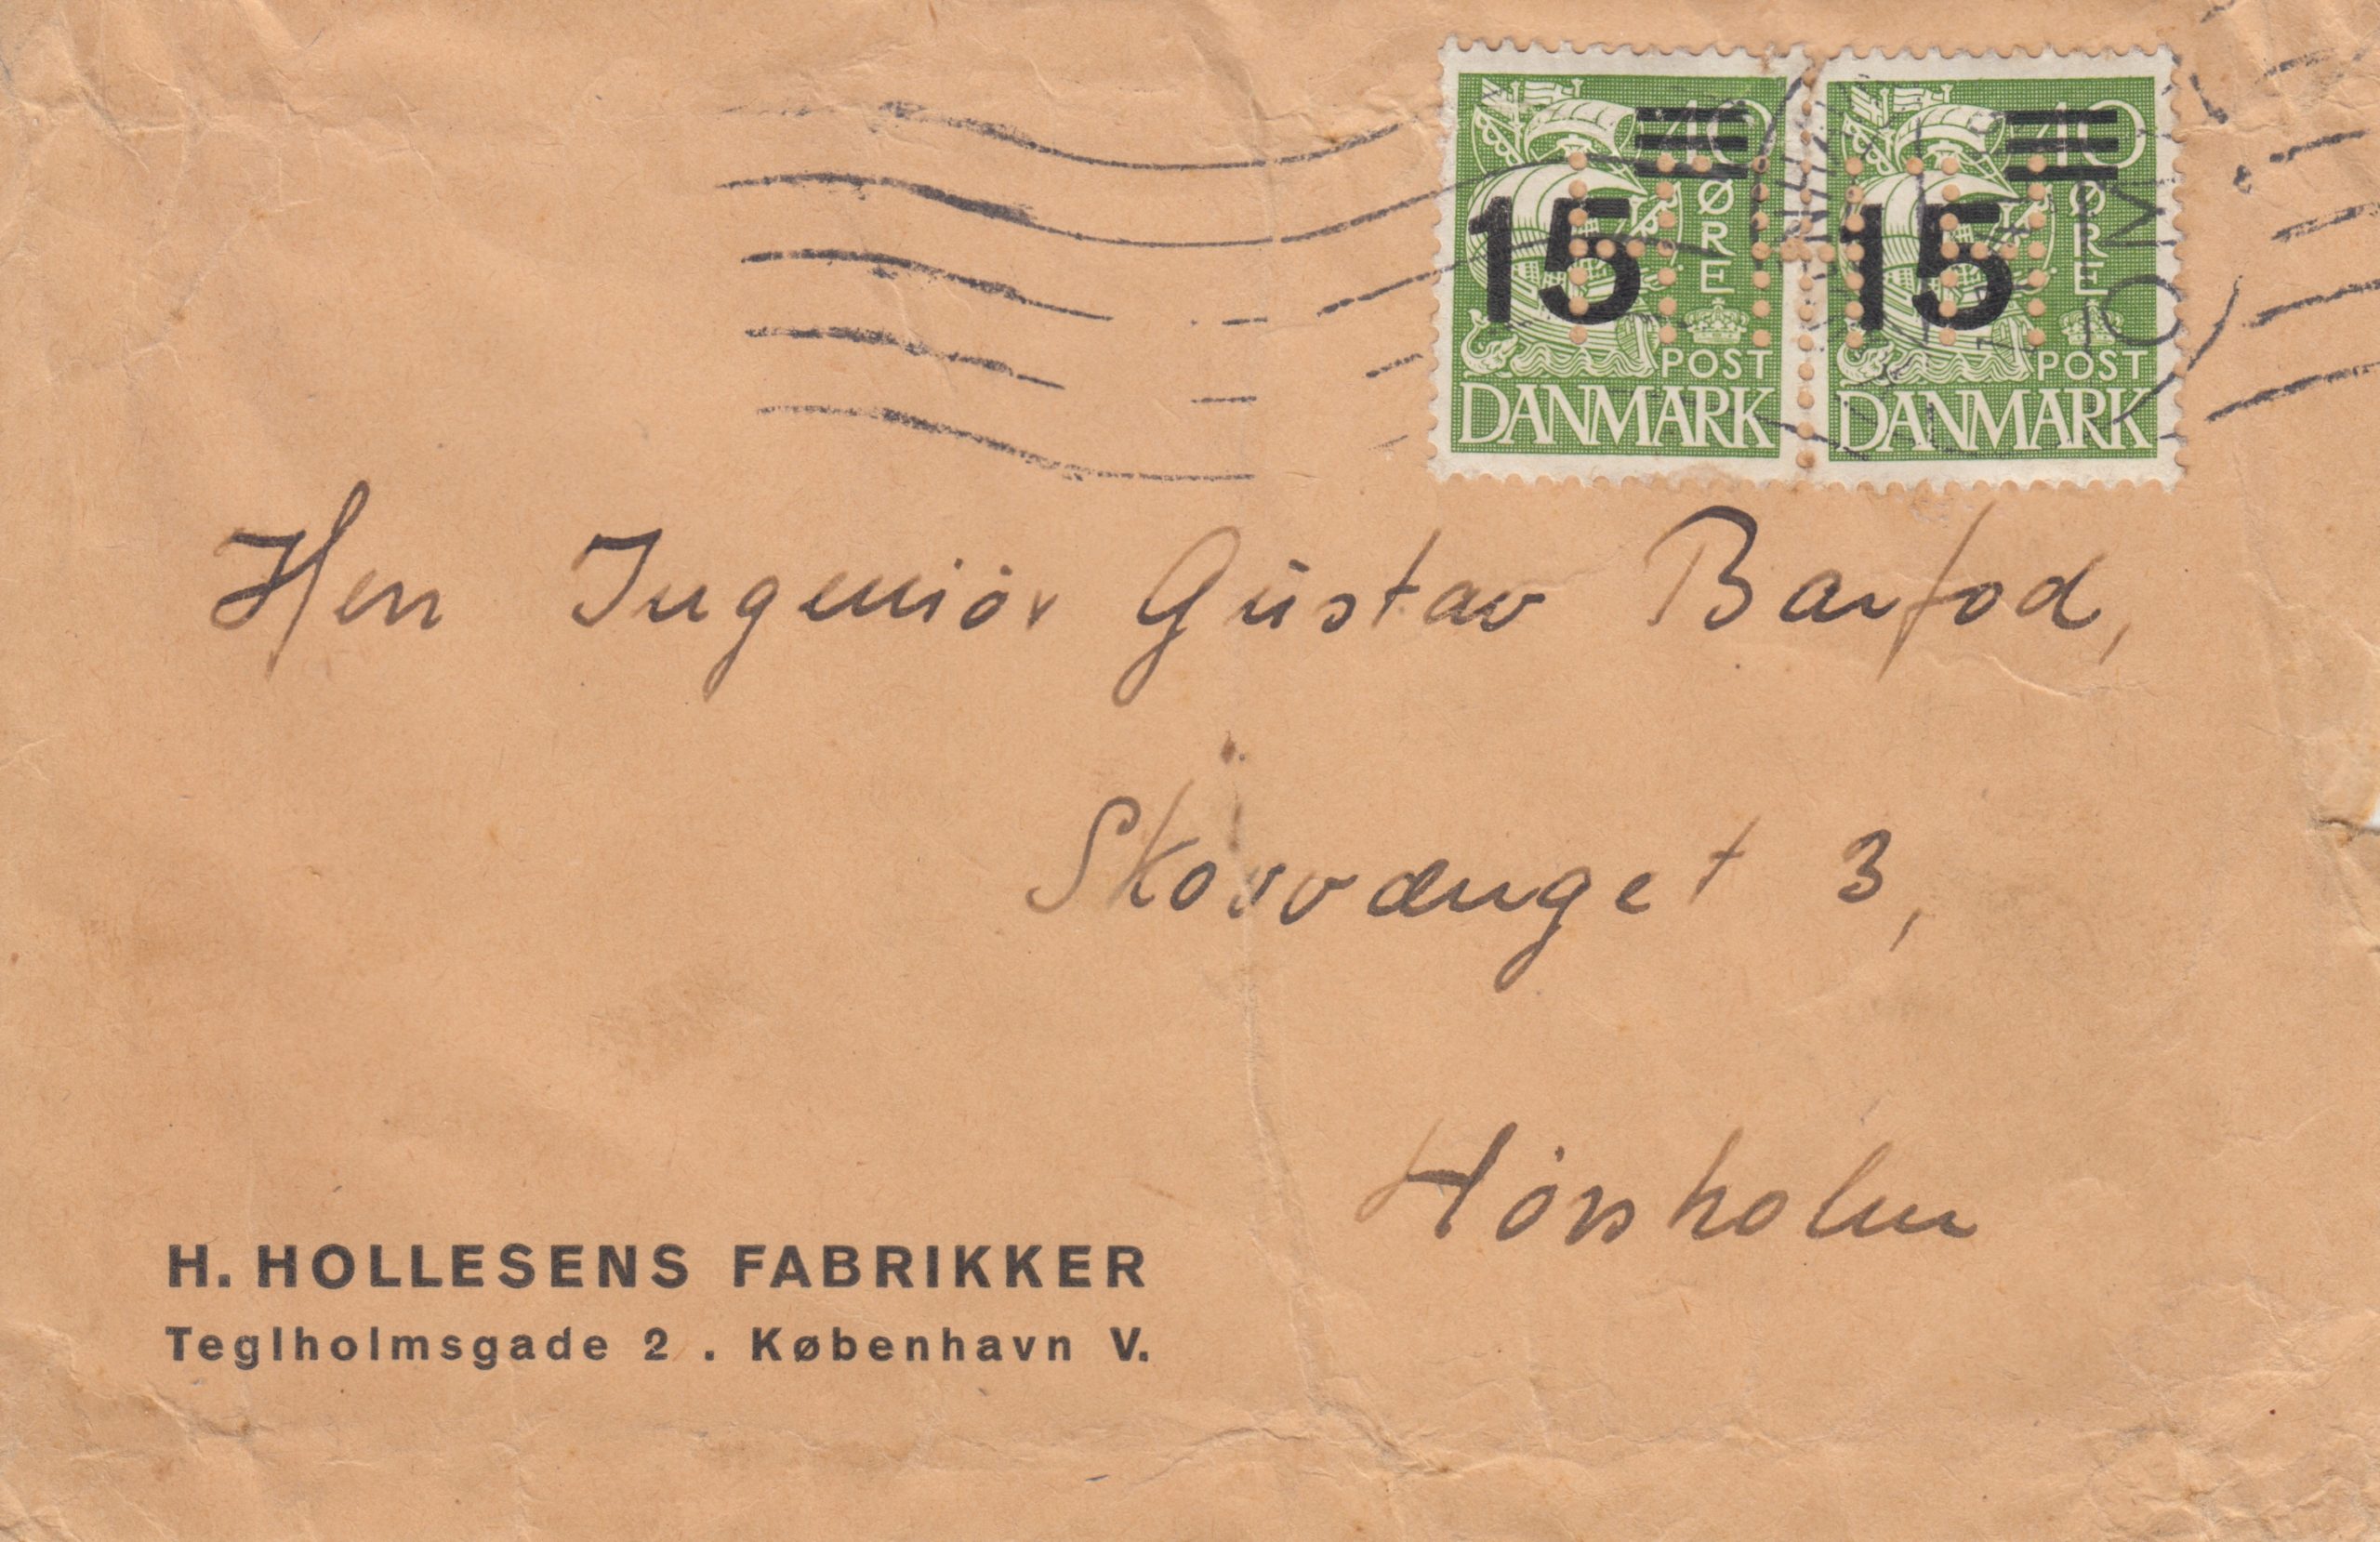 40 40
ØRE ØRE
15 15
POST POST
DANMARK DANMARK
Herr Ingeniör Gustav Barfod,
Skovvænget 3,
Hörsholm
H. HOLLESENS FABRIKKER
Teglholmsgade 2 . København V.